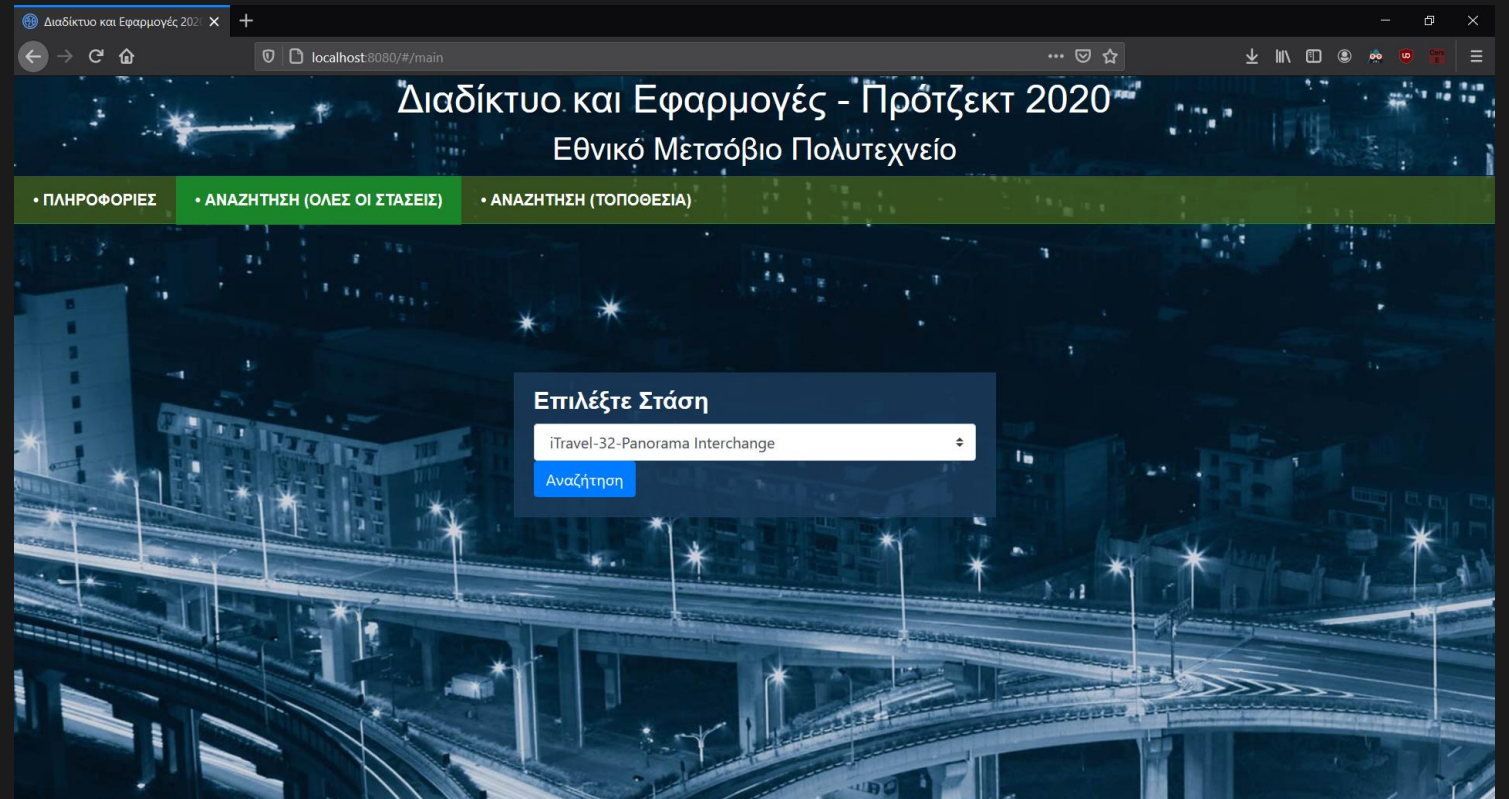 Διαδίκτυο και Εφαρμογές 202
localhost:8080/#/main
Διαδίκτυο και Εφαρμογές - Πρότζεκτ 2020
Εθνικό Μετσόβιο Πολυτεχνείο
• ΠΛΗΡΟΦΟΡΙΕΣ • ΑΝΑΖΗΤΗΣΗ (ΟΛΕΣ ΟΙ ΣΤΑΣΕΙΣ) • ΑΝΑΖΗΤΗΣΗ (ΤΟΠΟΘΕΣΙΑ)
Επιλέξτε Στάση
iTravel-32-Panorama Interchange
Αναζήτηση